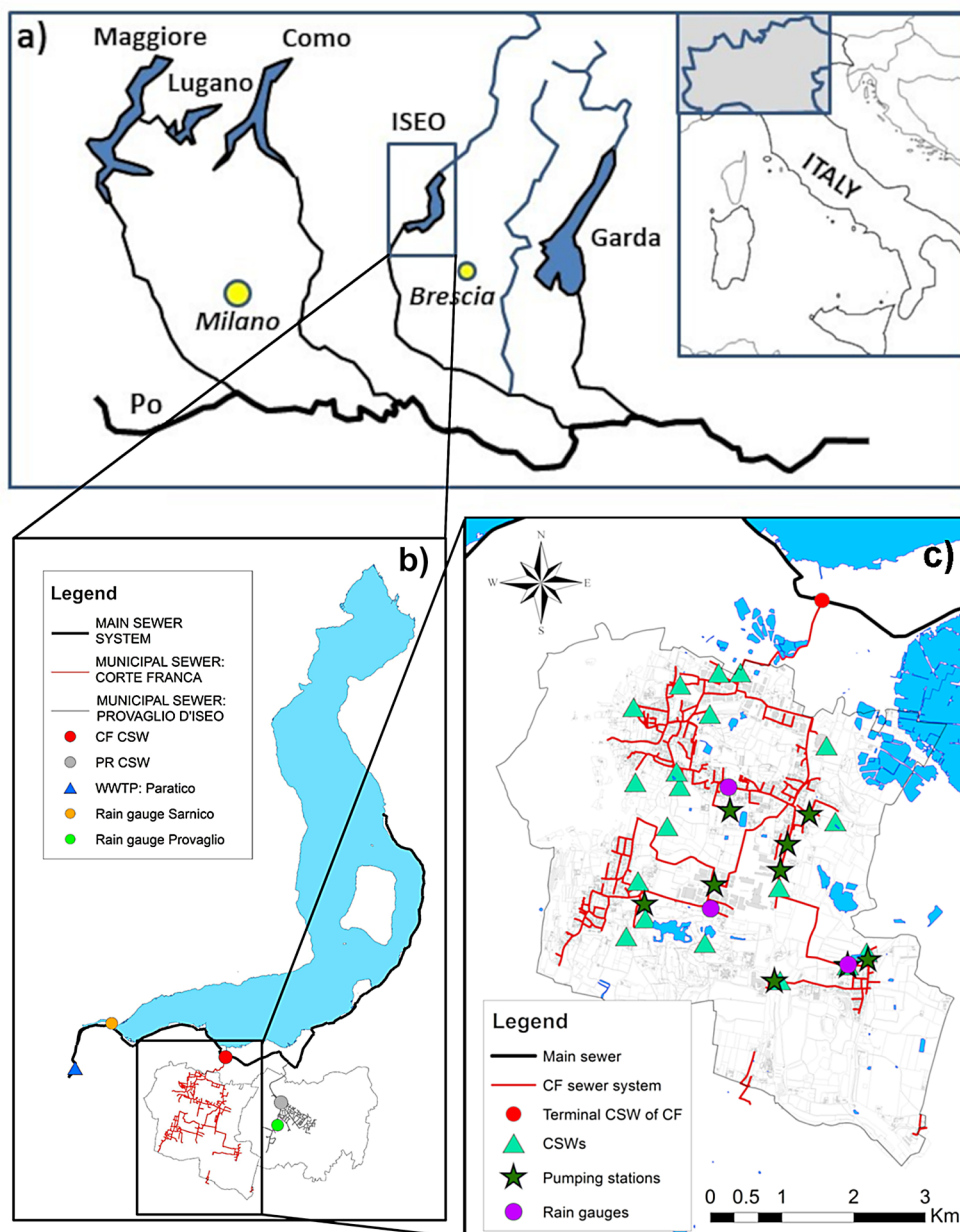 a)
Maggiore
Como
Lugano
ISEO
ITALY
Garda
Brescia
Milano
Po
b)
Legend
MAIN SEWER
SYSTEM
MUNICIPAL SEWER:
CORTE FRANCA
MUNICIPAL SEWER:
PROVAGLIO D'ISEO
CF CSW
PR CSW
WWTP: Paratico
Rain gauge Sarnico
Rain gauge Provaglio
c)
N
W
E
S
Legend
Main sewer
CF sewer system
Terminal CSW of CF
CSWs
Pumping stations
Rain gauges
0 0.5 1 2 3
Km